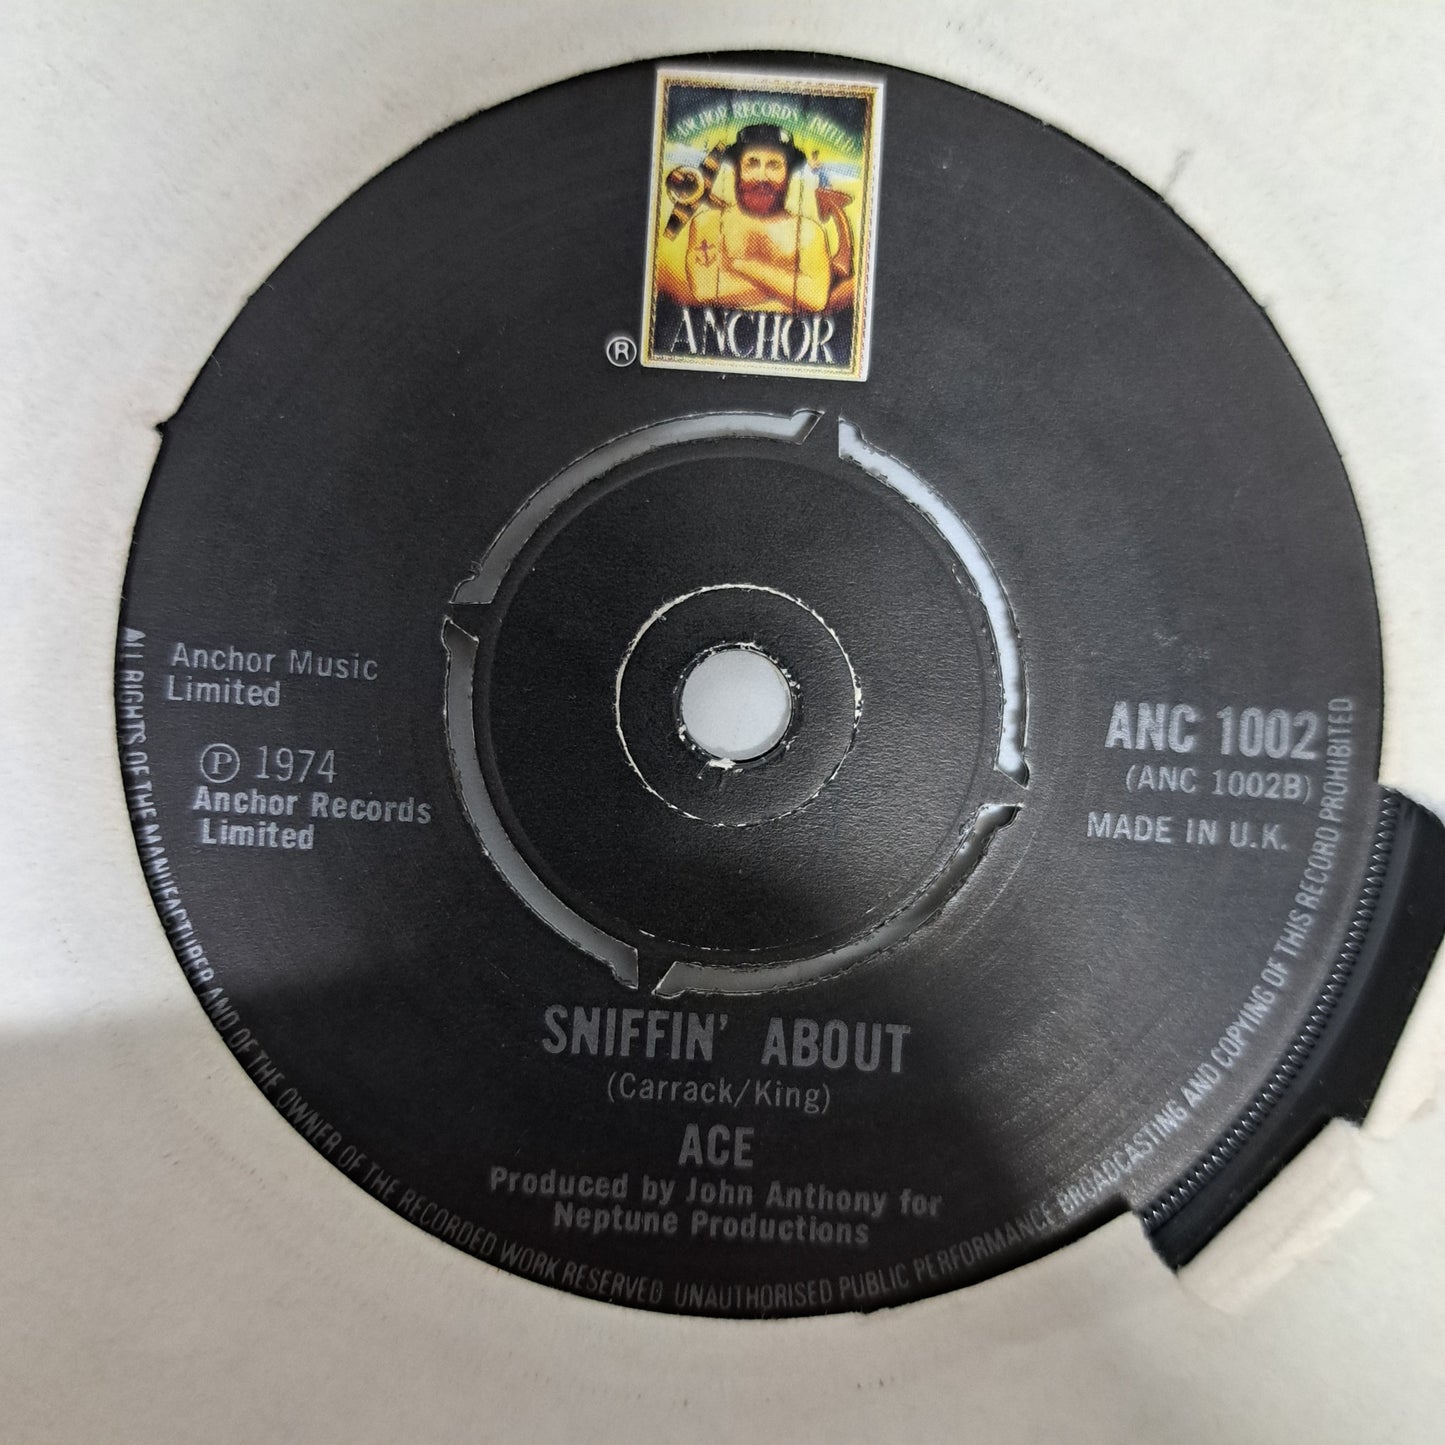 ANCHOR RECORDS
ANCHOR
®
Anchor Music
Limited
℗ 1974
Anchor Records
Limited
ANC 1002
(ANC 1002B)
MADE IN U.K.
SNIFFIN' ABOUT
(Carrack/King)
ACE
Produced by John Anthony for
Neptune Productions
ALL RIGHTS OF THE MANUFACTURER AND OF THE OWNER OF THE RECORDED WORK RESERVED UNAUTHORISED PUBLIC PERFORMANCE BROADCASTING AND COPYING OF THIS RECORD PROHIBITED